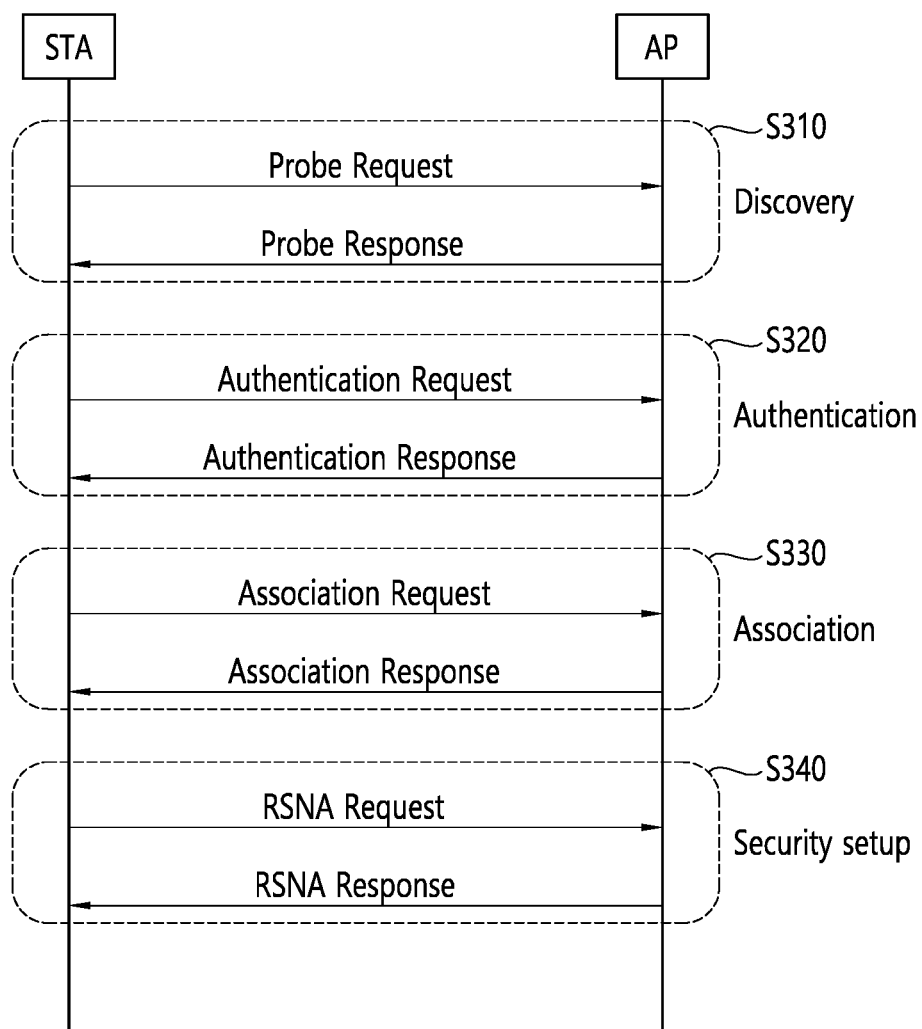 STA
AP
S310
Probe Request
Discovery
Probe Response
S320
Authentication Request
Authentication
Authentication Response
S330
Association Request
Association
Association Response
S340
RSNA Request
Security setup
RSNA Response